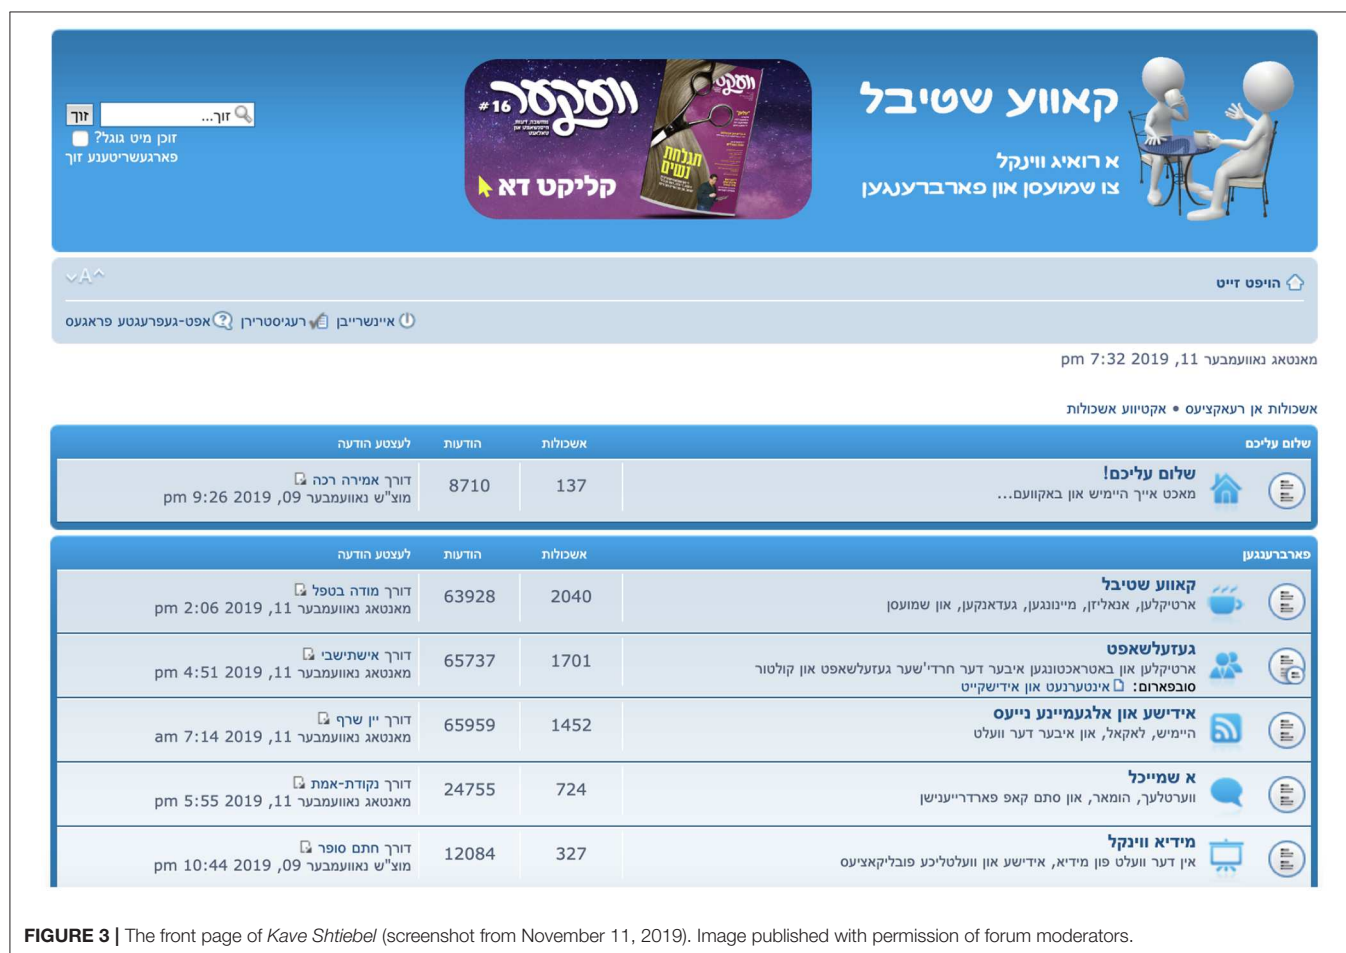 קאווע שטיבל
א רואיג ווינקל
צו שמועסן און פארברענגען
וועקער
#16
תגלחת
נשים
קליקט דא
זוך...
זוך
זוכן מיט גוגל?
פארגעשריטענע זוך
הויפט זייט
A
איינשרייבן רעגיסטרירן אפט-געפרעגטע פראגעס
מאנטאג נאוועמבער 11, 2019 7:32 pm
אשכולות אן רעאקציעס • אקטיווע אשכולות
שלום עליכם אשכולות הודעות לעצטע הודעה
שלום עליכם! 137 8710 דורך אמירה רכה
מאכט אייך היימיש און באקוועם... מוצ"ש נאוועמבער 09, 2019 9:26 pm
פארברענגען אשכולות הודעות לעצטע הודעה
קאווע שטיבל 2040 63928 דורך מודה בטפל
ארטיקלען, אנאליזן, מיינונגען, געדאנקען, און שמועסן מאנטאג נאוועמבער 11, 2019 2:06 pm
געזעלשאפט 1701 65737 דורך אישתישבי
ארטיקלען און באטראכטונגען איבער דער חרדי'שער געזעלשאפט און קולטור מאנטאג נאוועמבער 11, 2019 4:51 pm
סובפארום: אינטערנעט און אידישקייט
אידישע און אלגעמיינע נייעס 1452 65959 דורך יין שרף
היימיש, לאקאל, און איבער דער וועלט מאנטאג נאוועמבער 11, 2019 7:14 am
א שמייכל 724 24755 דורך נקודת-אמת
ווערטלעך, הומאר, און סתם קאפ פארדרייענישן מאנטאג נאוועמבער 11, 2019 5:55 pm
מידיא ווינקל 327 12084 דורך חתם סופר
אין דער וועלט פון מידיא, אידישע און וועלטליכע פובליקאציעס מוצ"ש נאוועמבער 09, 2019 10:44 pm
FIGURE 3 | The front page of Kave Shtiebel (screenshot from November 11, 2019). Image published with permission of forum moderators.